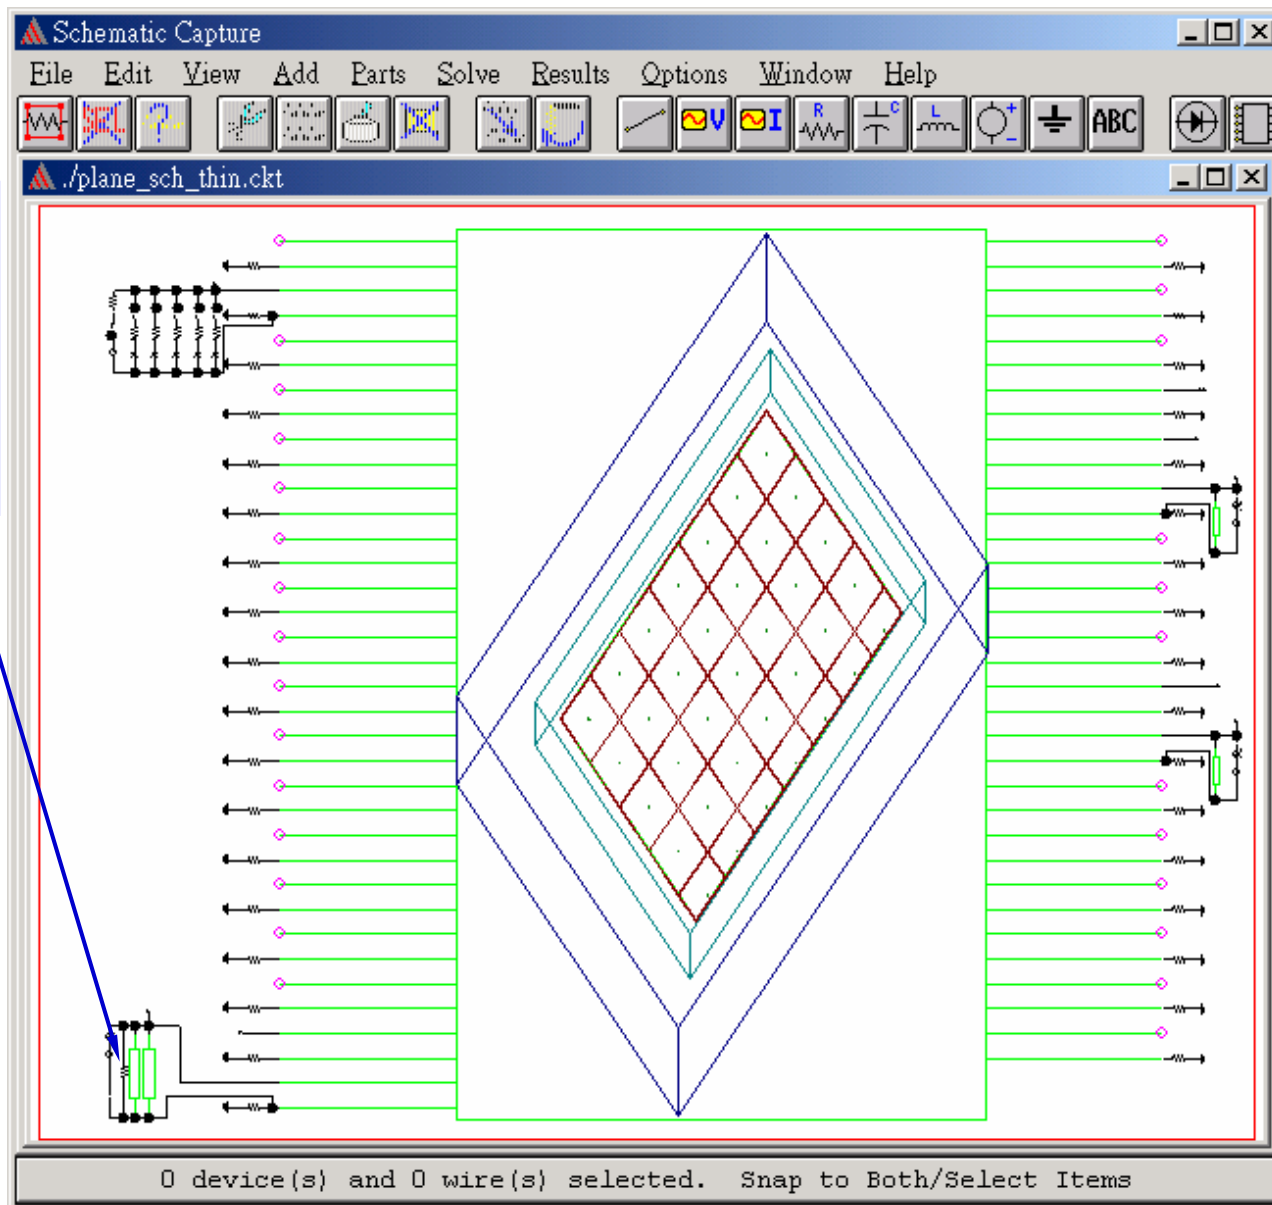 Schematic Capture
File Edit View Add Parts Solve Results Options Window Help
V I R C L ABC
./plane_sch_thin.ckt
0 device(s) and 0 wire(s) selected. Snap to Both/Select Items